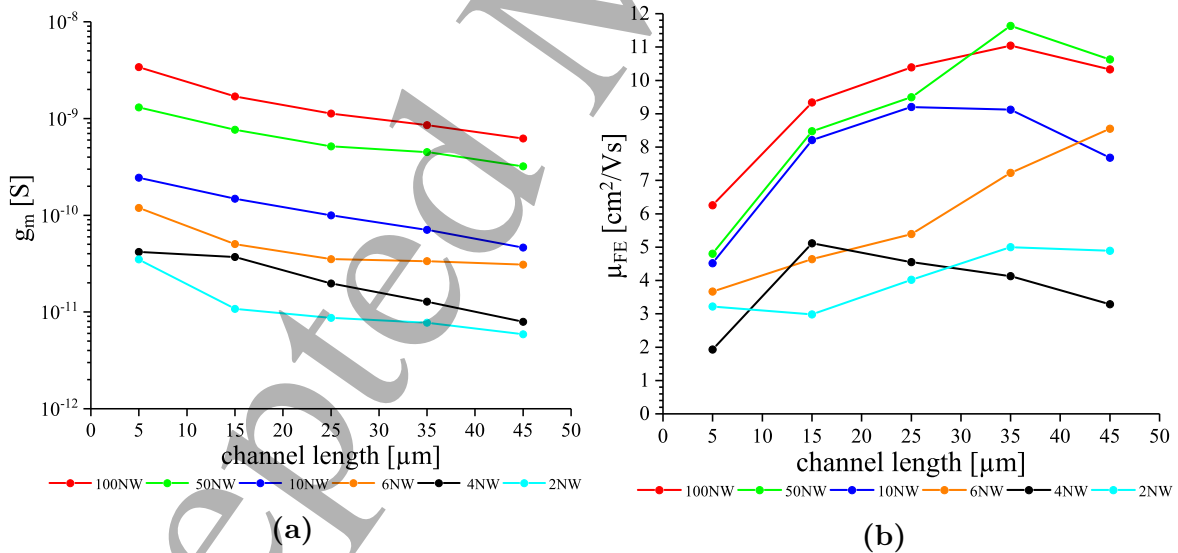 10⁻⁸
10⁻⁹
10⁻¹⁰
10⁻¹¹
10⁻¹²
gₘ [S]
0 5 10 15 20 25 30 35 40 45 50
channel length [µm]
100NW 50NW 10NW 6NW 4NW 2NW
(a)
12
11
10
9
8
7
6
5
4
3
2
1
0
μFE [cm²/Vs]
0 5 10 15 20 25 30 35 40 45 50
channel length [µm]
100NW 50NW 10NW 6NW 4NW 2NW
(b)
epted M